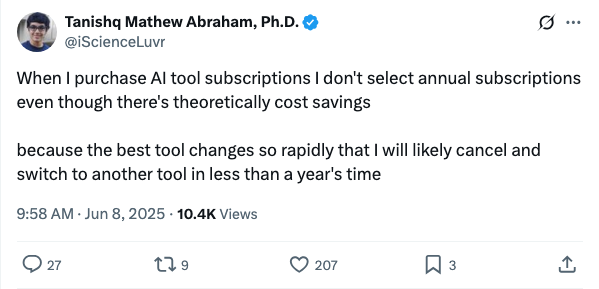 Tanishq Mathew Abraham, Ph.D.
@iScienceLuvr
When I purchase AI tool subscriptions I don't select annual subscriptions
even though there's theoretically cost savings
because the best tool changes so rapidly that I will likely cancel and
switch to another tool in less than a year's time
9:58 AM · Jun 8, 2025 · 10.4K Views
27 9 207 3